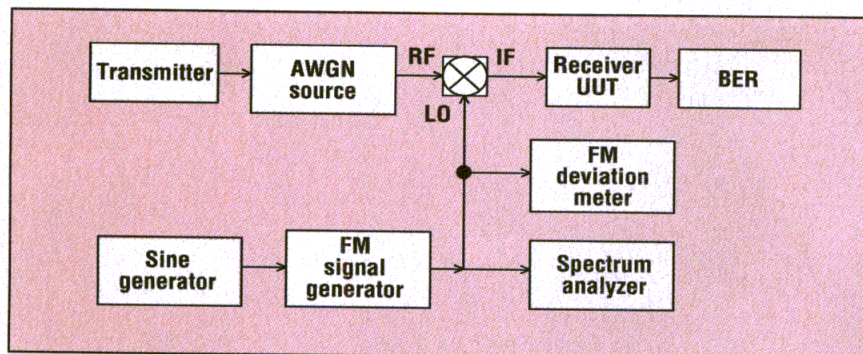 Transmitter
AWGN
source
RF
IF
LO
Receiver
UUT
BER
FM
deviation
meter
Sine
generator
FM
signal
generator
Spectrum
analyzer